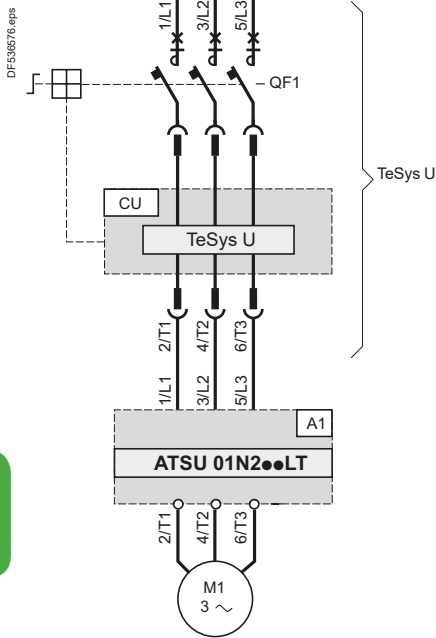 DF536576.eps
1/L1 3/L2 5/L3
QF1
TeSys U
CU
TeSys U
2/T1 4/T2 6/T3
1/L1 3/L2 5/L3
A1
ATSU 01N2●●LT
2/T1 4/T2 6/T3
M1
3 ~